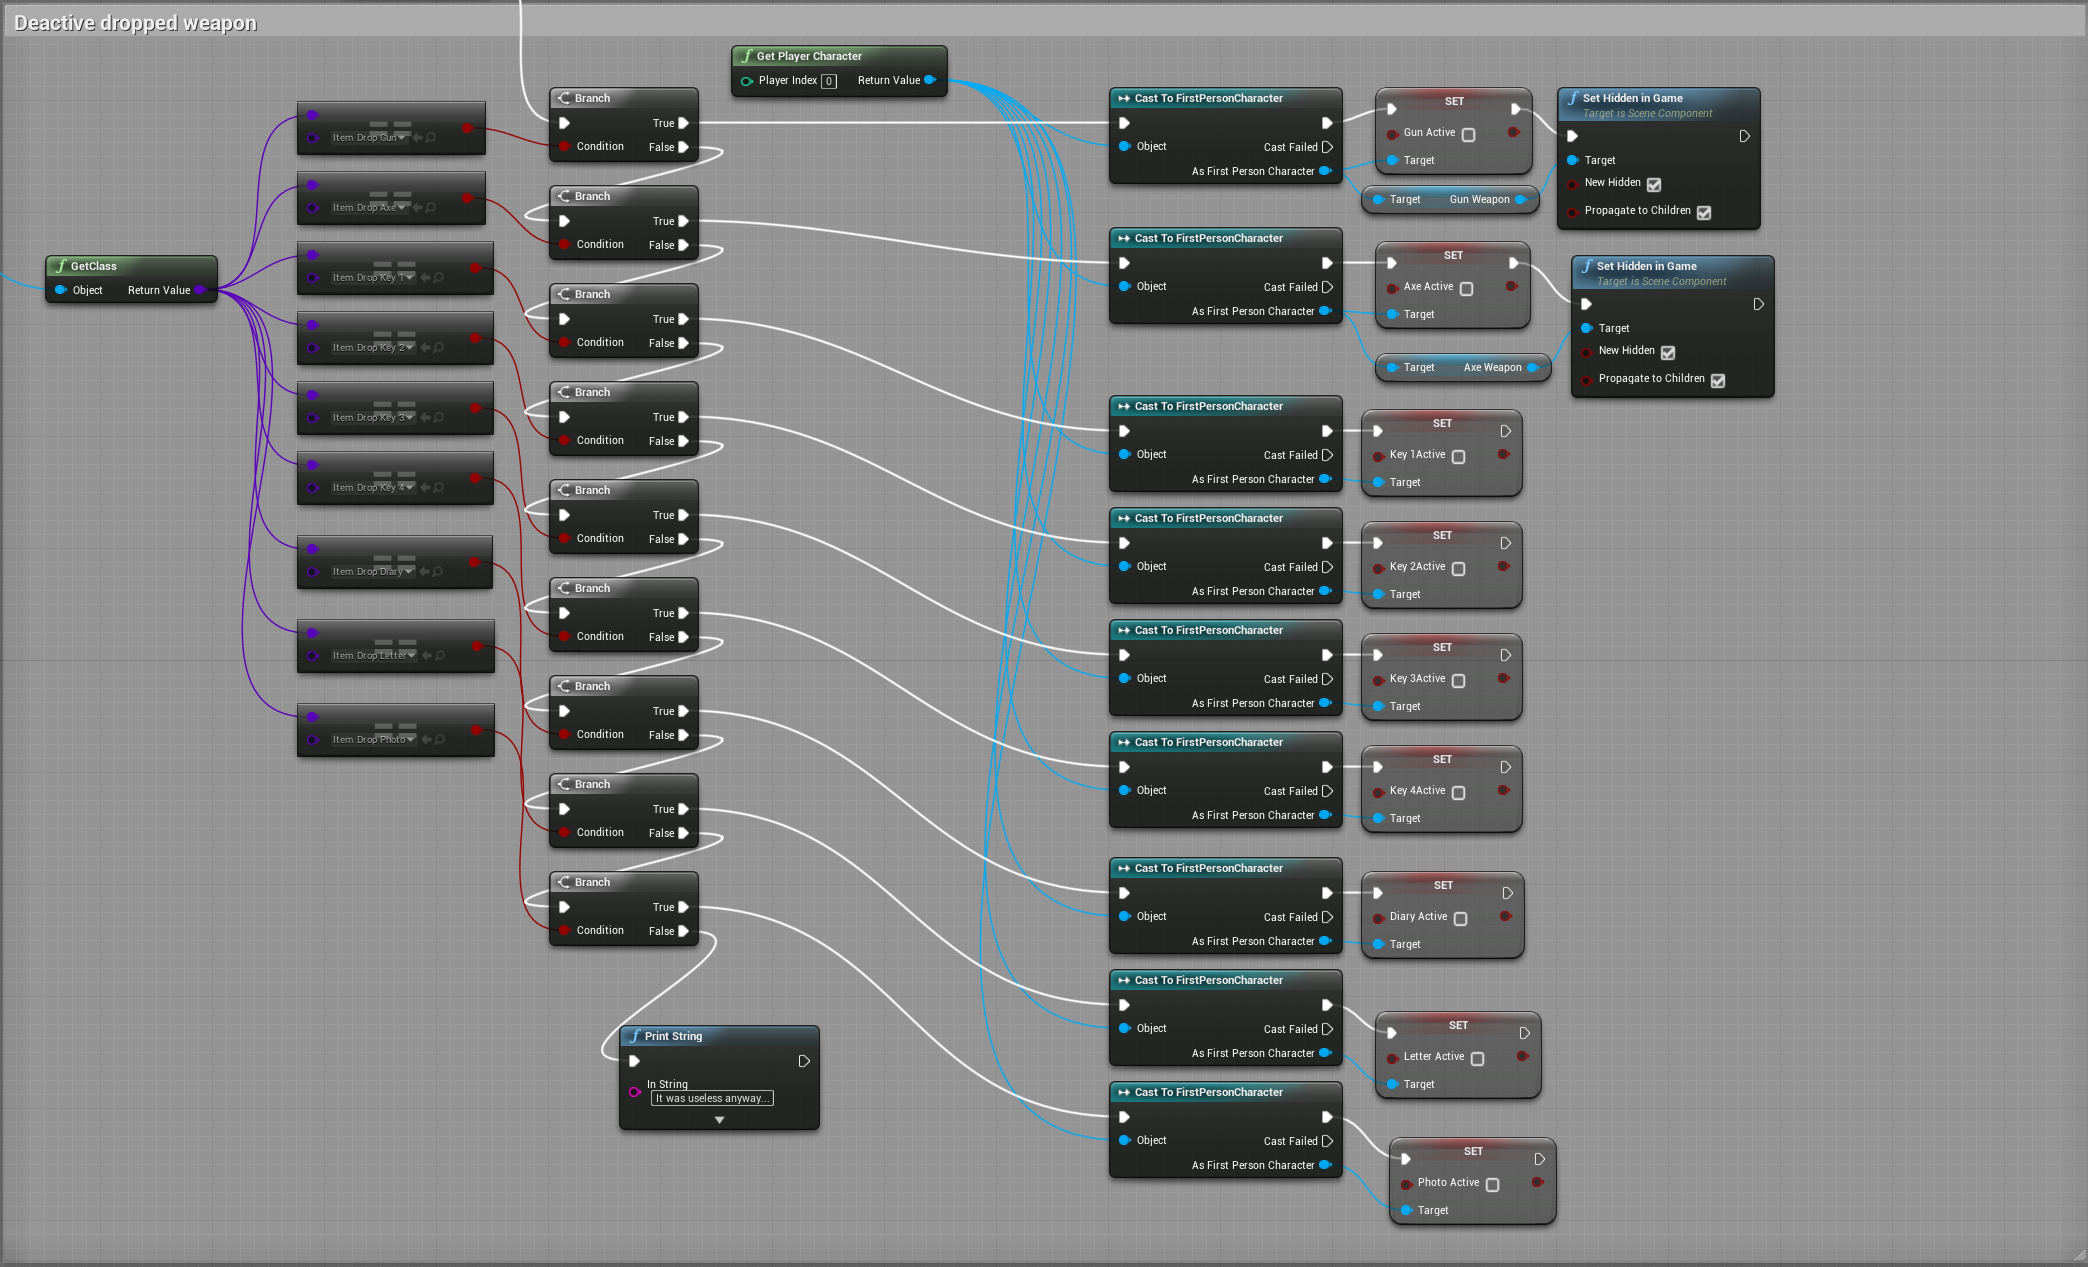 Deactive dropped weapon
GetClass
Object Return Value
Item Drop Gun
Item Drop Axe
Item Drop Key 1
Item Drop Key 2
Item Drop Key 3
Item Drop Key 4
Item Drop Diary
Item Drop Letter
Item Drop Photo
Branch
True
Condition False
Branch
True
Condition False
Branch
True
Condition False
Branch
True
Condition False
Branch
True
Condition False
Branch
True
Condition False
Branch
True
Condition False
Branch
True
Condition False
Branch
True
Condition False
Print String
In String
It was useless anyway...
Get Player Character
Player Index 0 Return Value
Cast To FirstPersonCharacter
Object Cast Failed
As First Person Character
SET
Gun Active
Target
Target Gun Weapon
Set Hidden in Game
Target is Scene Component
Target
New Hidden
Propagate to Children
Cast To FirstPersonCharacter
Object Cast Failed
As First Person Character
SET
Axe Active
Target
Target Axe Weapon
Set Hidden in Game
Target is Scene Component
Target
New Hidden
Propagate to Children
Cast To FirstPersonCharacter
Object Cast Failed
As First Person Character
SET
Key 1Active
Target
Cast To FirstPersonCharacter
Object Cast Failed
As First Person Character
SET
Key 2Active
Target
Cast To FirstPersonCharacter
Object Cast Failed
As First Person Character
SET
Key 3Active
Target
Cast To FirstPersonCharacter
Object Cast Failed
As First Person Character
SET
Key 4Active
Target
Cast To FirstPersonCharacter
Object Cast Failed
As First Person Character
SET
Diary Active
Target
Cast To FirstPersonCharacter
Object Cast Failed
As First Person Character
SET
Letter Active
Target
Cast To FirstPersonCharacter
Object Cast Failed
As First Person Character
SET
Photo Active
Target